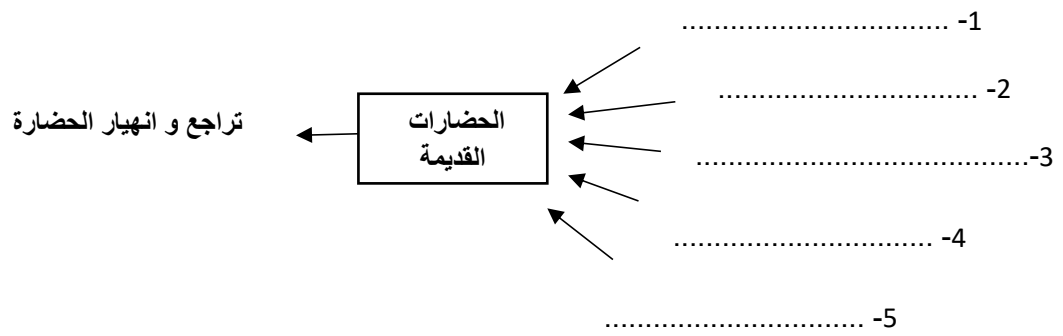 1- ................................
2- ...............................
3-........................................
4- ...............................
5- ...............................
الحضارات
القديمة
تراجع و انهيار الحضارة